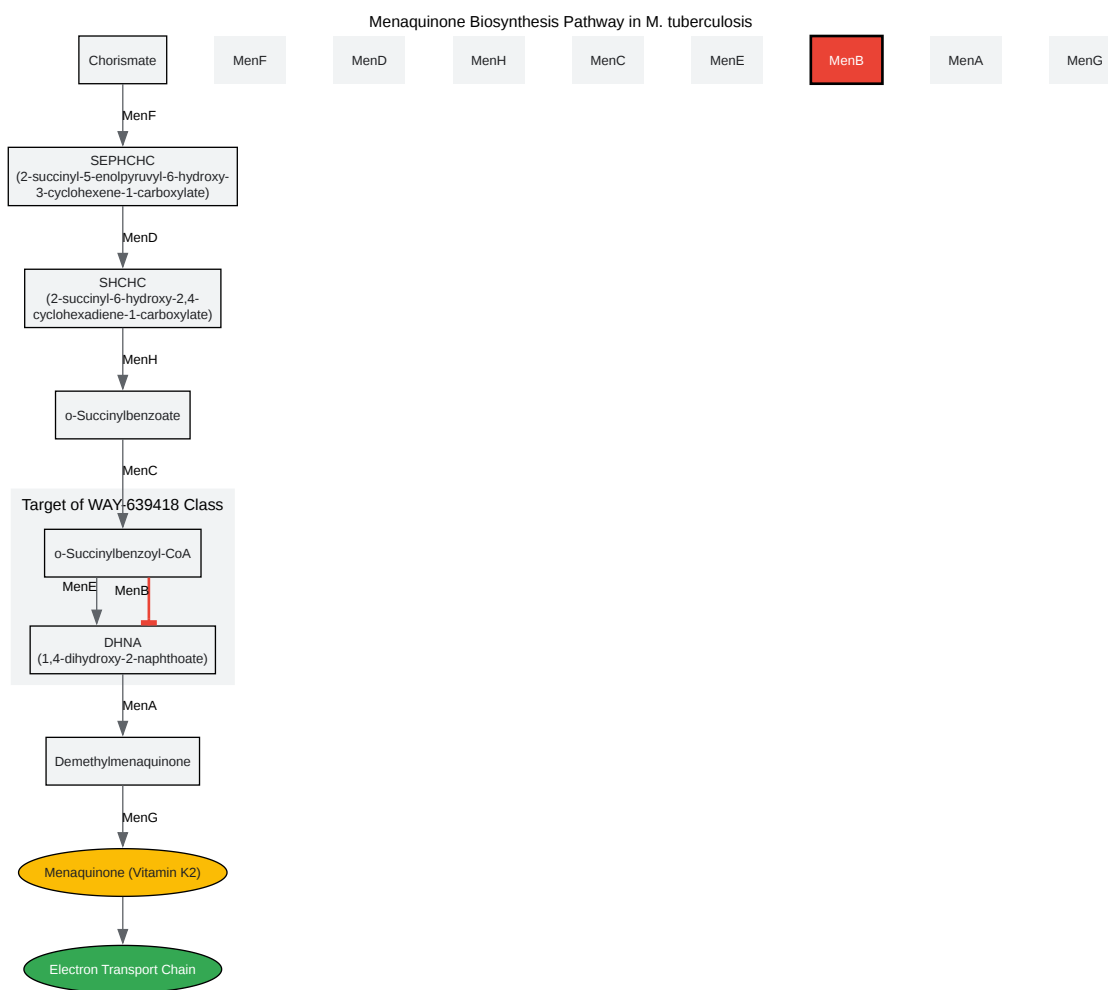 Menaquinone Biosynthesis Pathway in M. tuberculosis
Chorismate
MenF
MenD
MenH
MenC
MenE
MenB
MenA
MenG
MenF
SEPHCHC
(2-succinyl-5-enolpyruvyl-6-hydroxy-
3-cyclohexene-1-carboxylate)
MenD
SHCHC
(2-succinyl-6-hydroxy-2,4-
cyclohexadiene-1-carboxylate)
MenH
o-Succinylbenzoate
MenC
Target of WAY-639418 Class
o-Succinylbenzoyl-CoA
MenE
MenB
DHNA
(1,4-dihydroxy-2-naphthoate)
MenA
Demethylmenaquinone
MenG
Menaquinone (Vitamin K2)
Electron Transport Chain